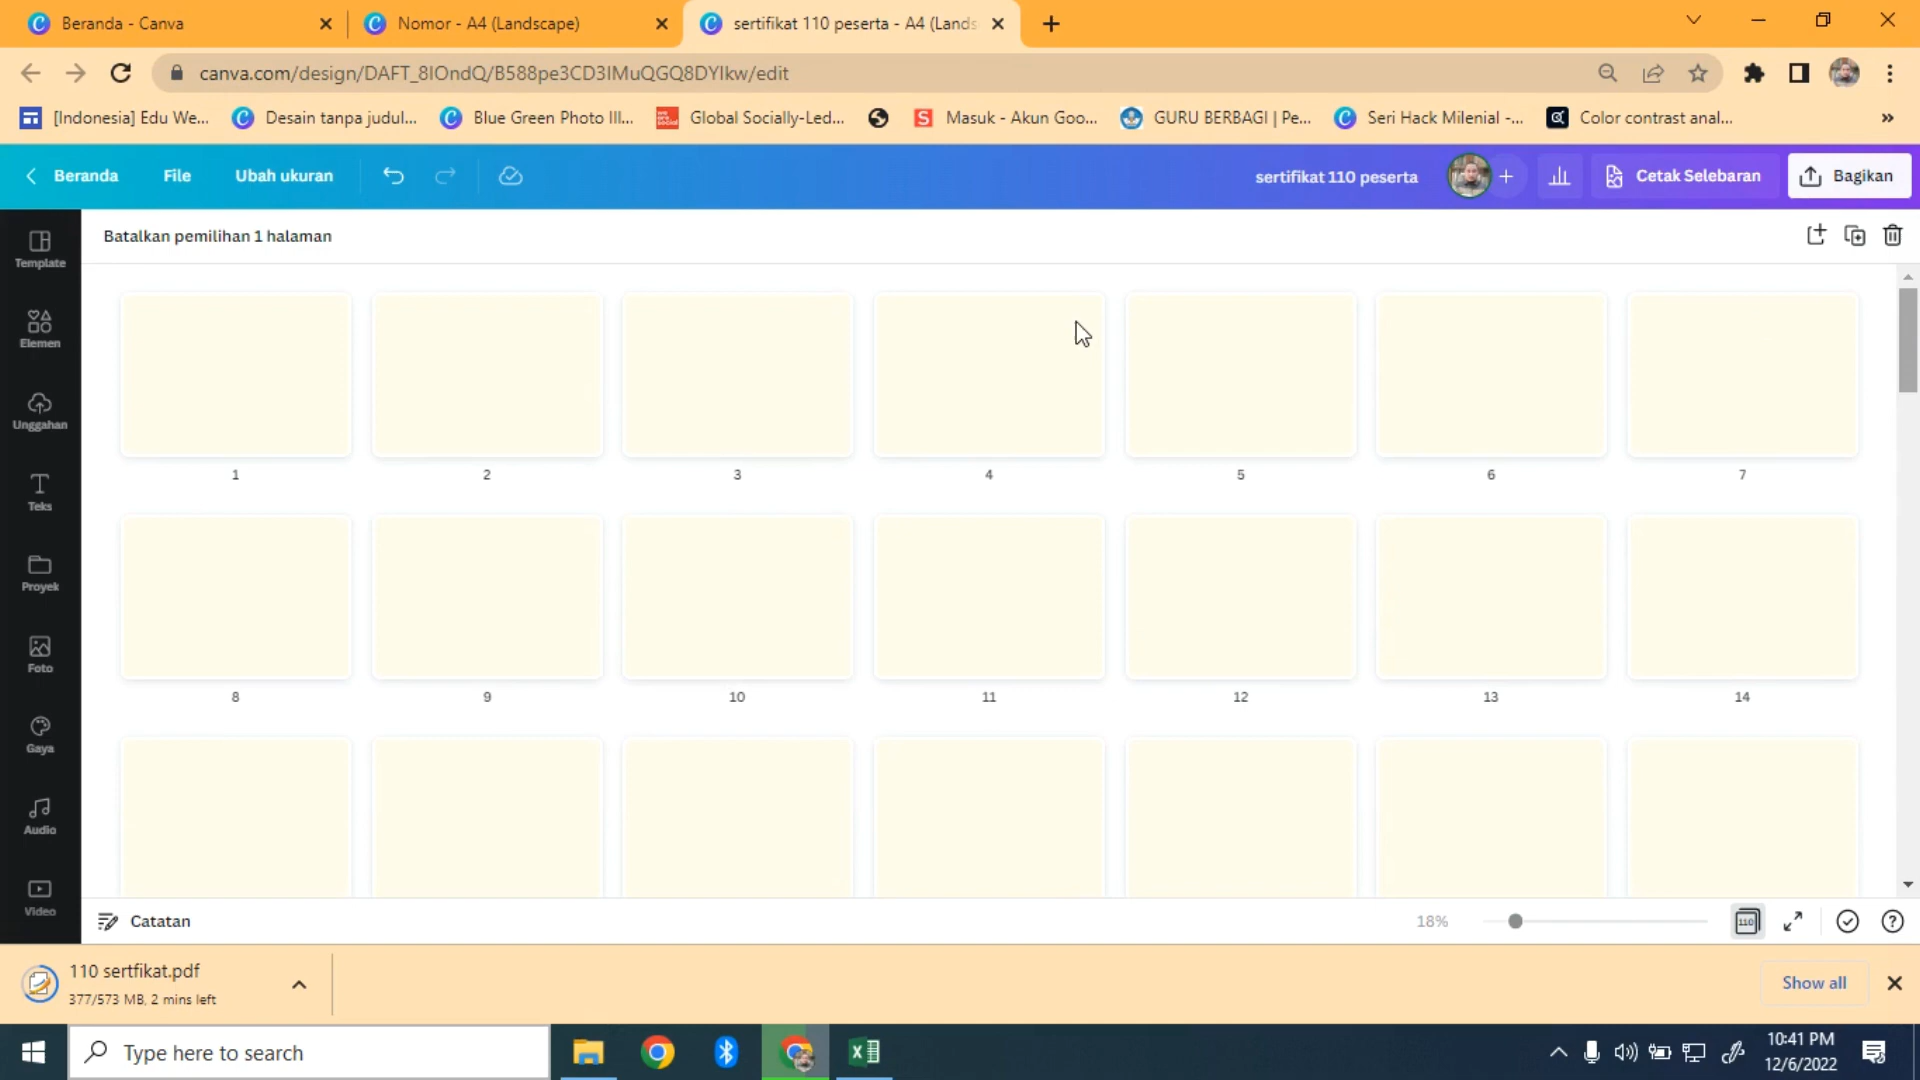 Beranda - Canva
Nomor - A4 (Landscape)
sertifikat 110 peserta - A4 (Lands
canva.com/design/DAFT_8IOndQ/B588pe3CD3IMuQGQ8DYIkw/edit
[Indonesia] Edu We...
Desain tanpa judul...
Blue Green Photo Ill...
Global Socially-Led...
Masuk - Akun Goo...
GURU BERBAGI | Pe...
Seri Hack Milenial -...
Color contrast anal...
Beranda
File
Ubah ukuran
sertifikat 110 peserta
Cetak Selebaran
Bagikan
Batalkan pemilihan 1 halaman
Template
Elemen
Unggahan
Teks
Proyek
Foto
Gaya
Audio
Video
1 2 3 4 5 6 7
8 9 10 11 12 13 14
Catatan
18%
110
110 sertfikat.pdf
377/573 MB, 2 mins left
Show all
Type here to search
10:41 PM
12/6/2022